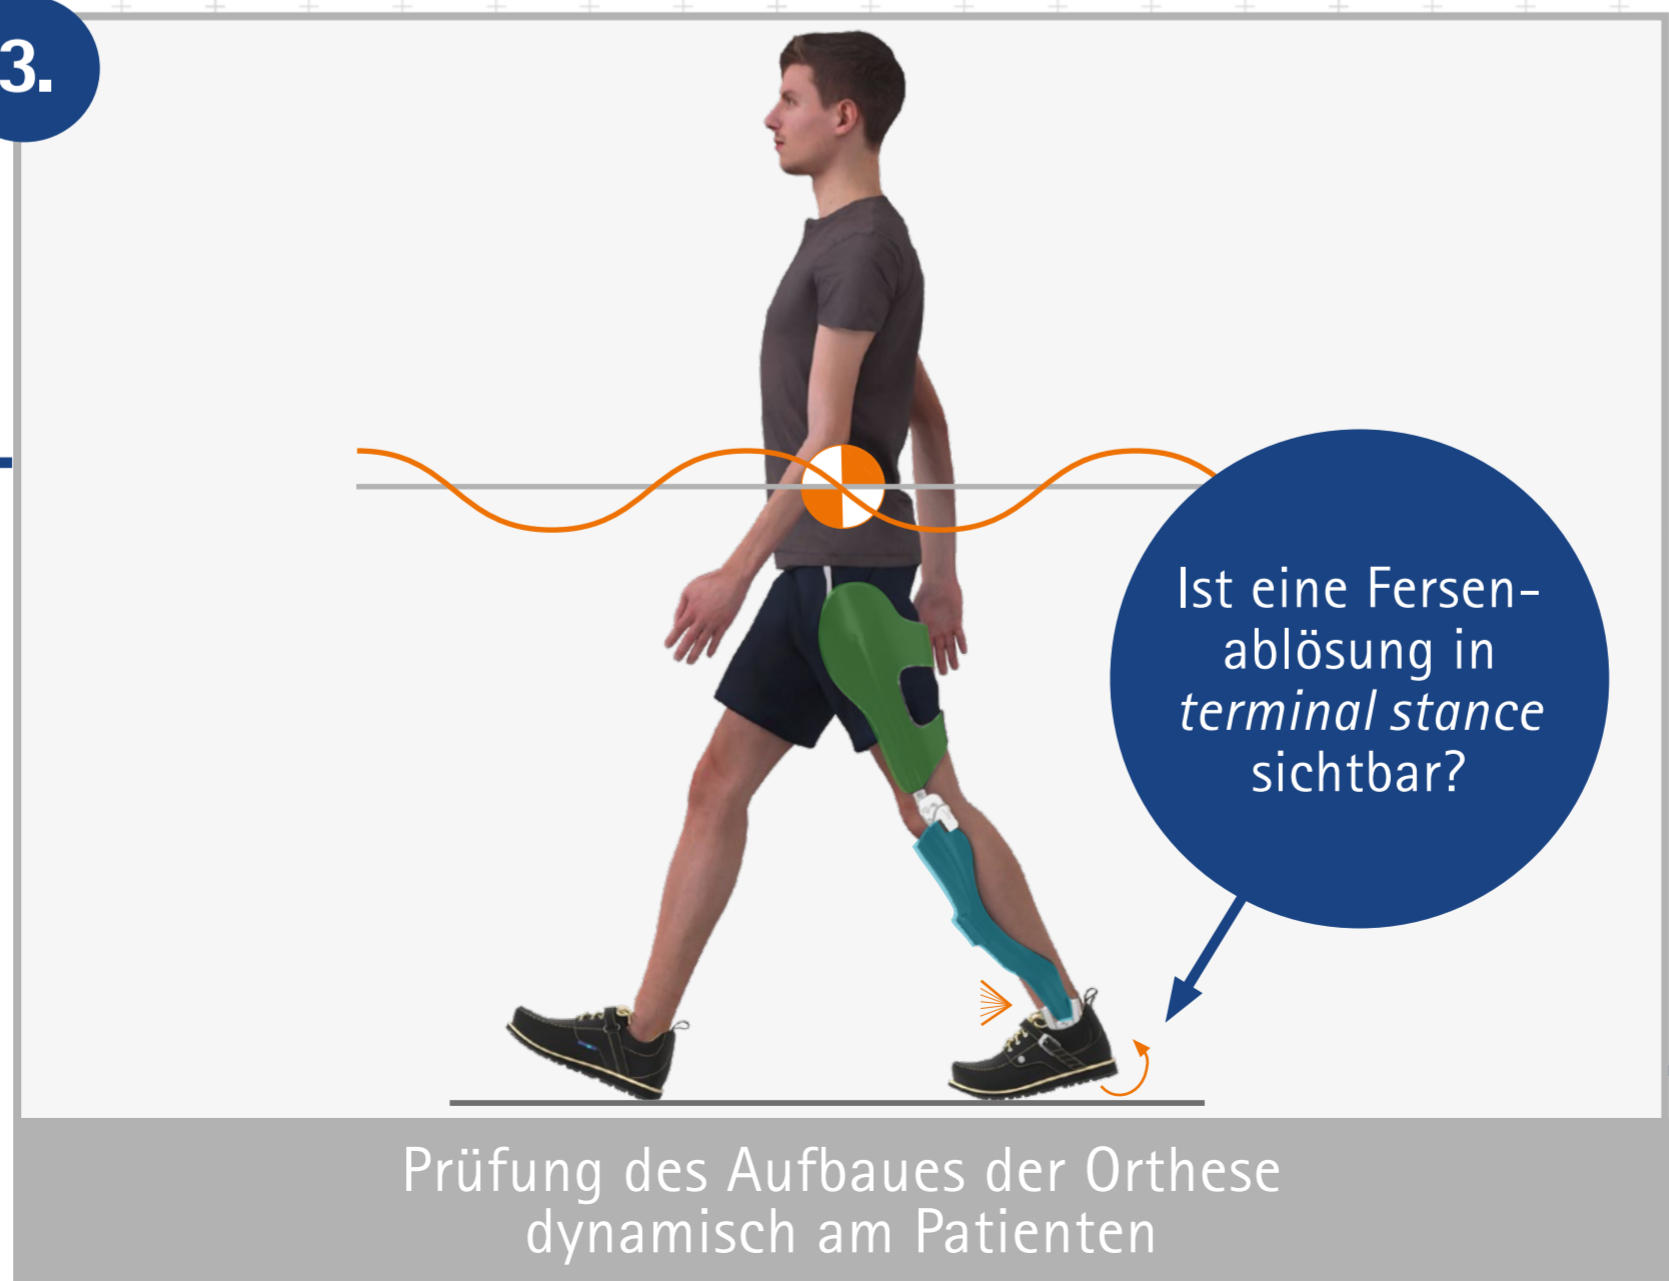 3.
Ist eine Fersen-
ablösung in
terminal stance
sichtbar?
Prüfung des Aufbaues der Orthese
dynamisch am Patienten